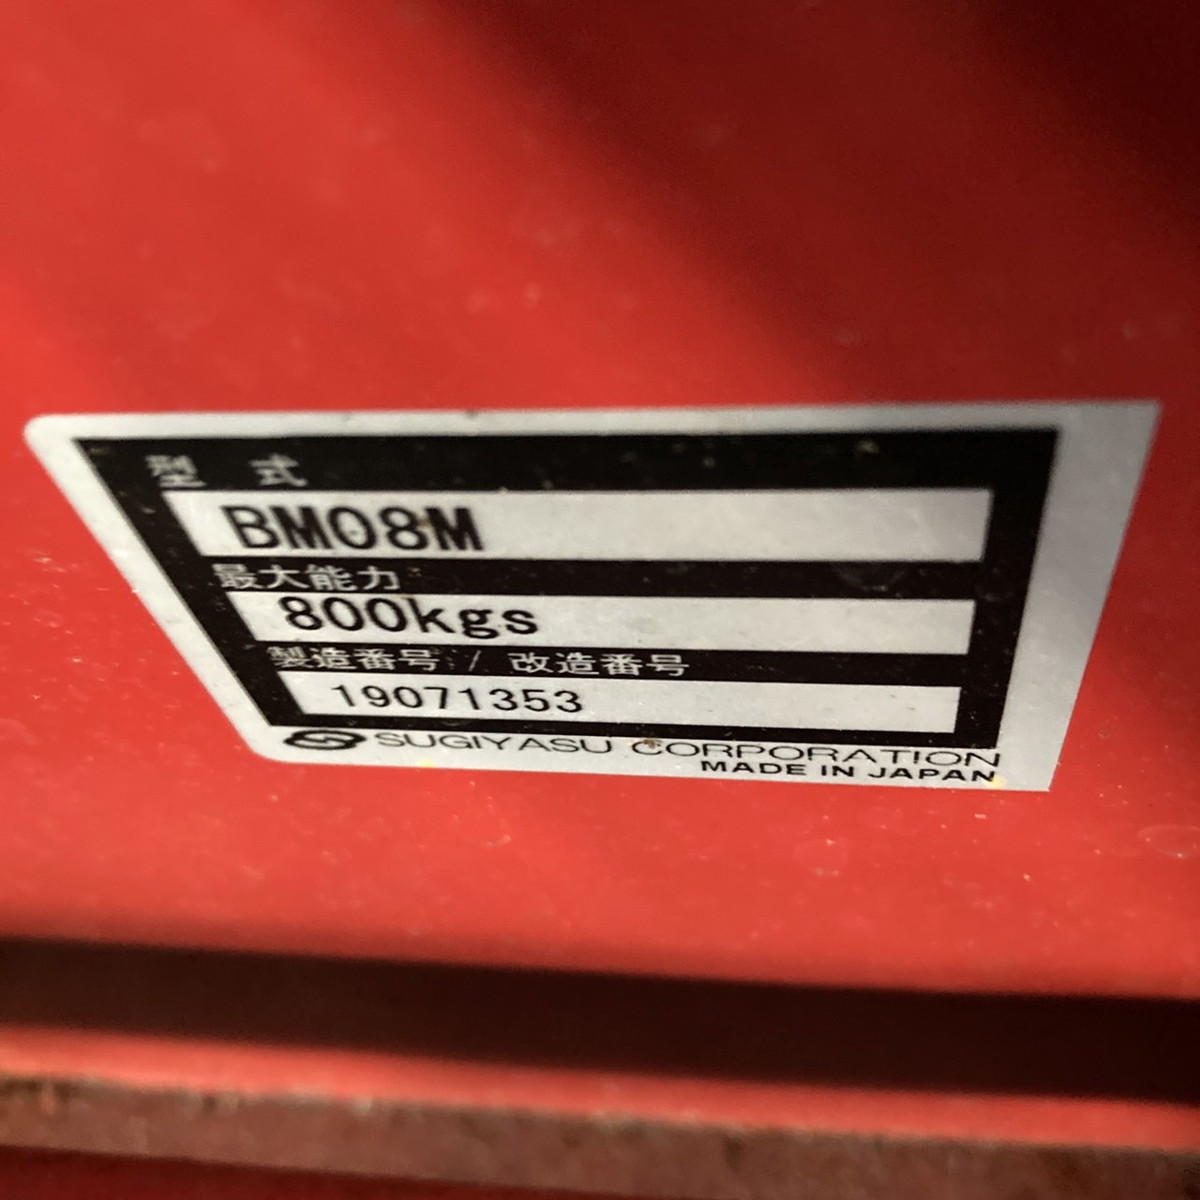 型 式
BM08M
最大能力
800kgs
製造番号 / 改造番号
19071353
SUGIYASU CORPORATION
MADE IN JAPAN